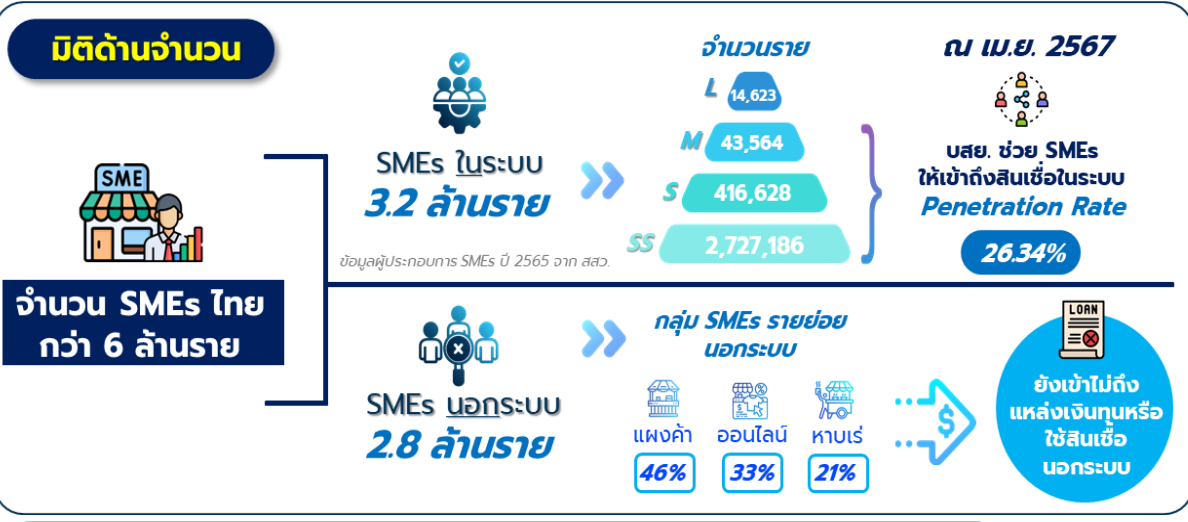 มิติด้านจำนวน
SME
จำนวน SMEs ไทย
กว่า 6 ล้านราย
SMEs ในระบบ
3.2 ล้านราย
ข้อมูลผู้ประกอบการ SMEs ปี 2565 จาก สสว.
จำนวนราย
L 14,623
M 43,564
S 416,628
SS 2,727,186
ณ เม.ย. 2567
บสย. ช่วย SMEs
ให้เข้าถึงสินเชื่อในระบบ
Penetration Rate
26.34%
SMEs นอกระบบ
2.8 ล้านราย
กลุ่ม SMEs รายย่อย
นอกระบบ
แผงค้า ออนไลน์ หาบเร่
46% 33% 21%
$
LOAN
ยังเข้าไม่ถึง
แหล่งเงินทุนหรือ
ใช้สินเชื่อ
นอกระบบ